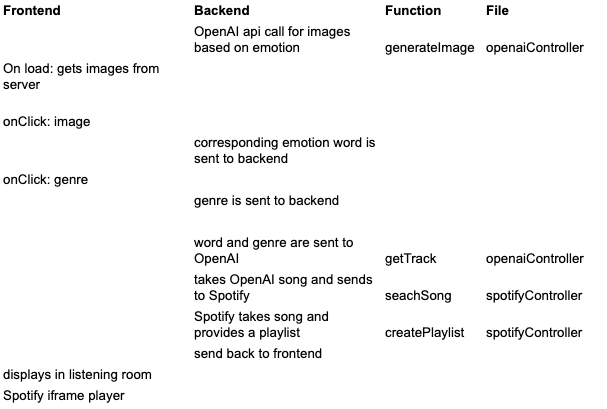 Frontend Backend Function File
OpenAI api call for images
based on emotion generateImage openaiController
On load: gets images from
server
onClick: image
corresponding emotion word is
sent to backend
onClick: genre
genre is sent to backend
word and genre are sent to
OpenAI getTrack openaiController
takes OpenAI song and sends
to Spotify seachSong spotifyController
Spotify takes song and
provides a playlist createPlaylist spotifyController
send back to frontend
displays in listening room
Spotify iframe player